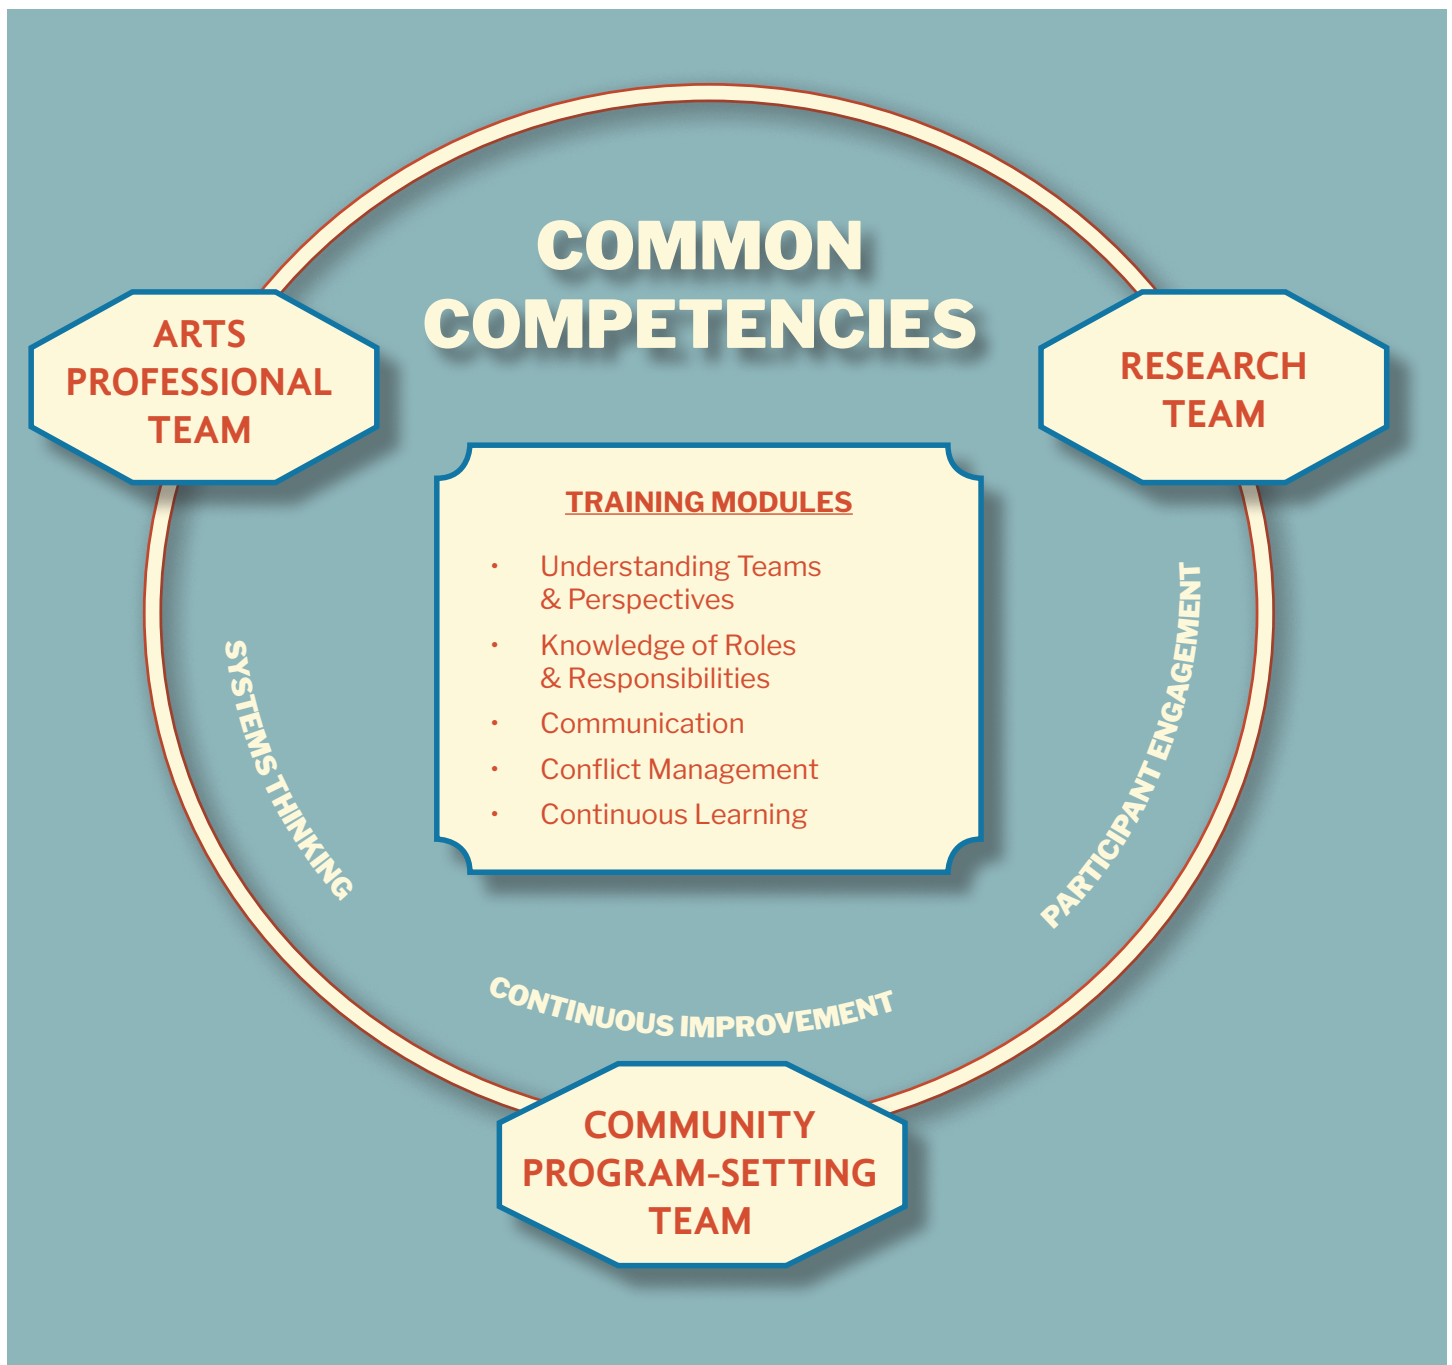 COMMON
COMPETENCIES
ARTS
PROFESSIONAL
TEAM
RESEARCH
TEAM
TRAINING MODULES
• Understanding Teams
& Perspectives
• Knowledge of Roles
& Responsibilities
• Communication
• Conflict Management
• Continuous Learning
SYSTEMS THINKING
PARTICIPANT ENGAGEMENT
CONTINUOUS IMPROVEMENT
COMMUNITY
PROGRAM-SETTING
TEAM